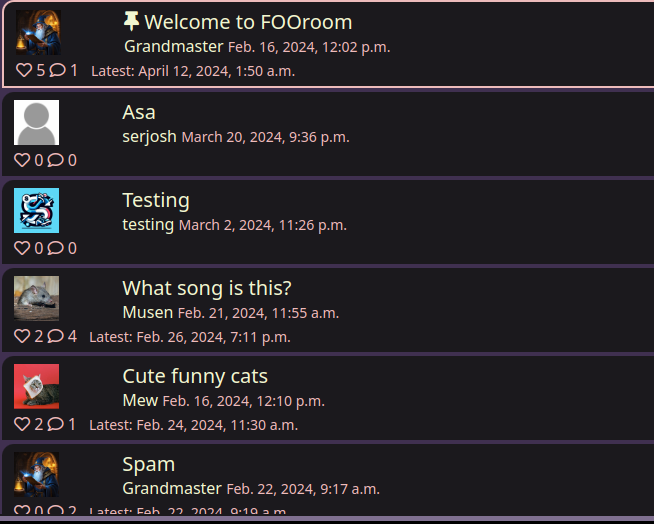 Welcome to FOOroom
Grandmaster Feb. 16, 2024, 12:02 p.m.
5 1 Latest: April 12, 2024, 1:50 a.m.
Asa
serjosh March 20, 2024, 9:36 p.m.
0 0
Testing
testing March 2, 2024, 11:26 p.m.
0 0
What song is this?
Musen Feb. 21, 2024, 11:55 a.m.
2 4 Latest: Feb. 26, 2024, 7:11 p.m.
Cute funny cats
Mew Feb. 16, 2024, 12:10 p.m.
2 1 Latest: Feb. 24, 2024, 11:30 a.m.
Spam
Grandmaster Feb. 22, 2024, 9:17 a.m.
0 2 Latest: Feb. 22, 2024, 9:19 a.m.